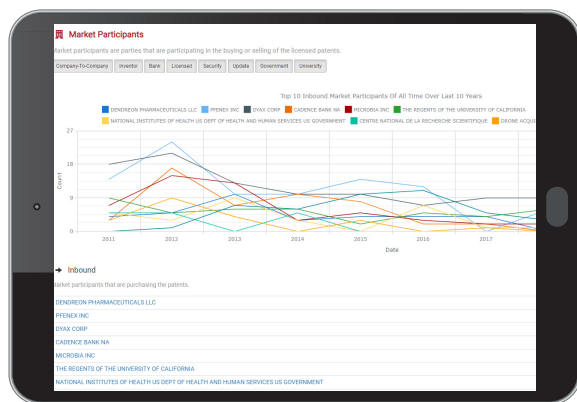 Market Participants
Market participants are parties that are participating in the buying or selling of the licensed patents.
Company-To-Company Inventor Bank Licensed Security Update Government University
Top 10 Inbound Market Participants Of All Time Over Last 10 Years
DENDREON PHARMACEUTICALS LLC PFENEX INC DYAX CORP CADENCE BANK NA MICROBIA INC THE REGENTS OF THE UNIVERSITY OF CALIFORNIA
NATIONAL INSTITUTES OF HEALTH US DEPT OF HEALTH AND HUMAN SERVICES US GOVERNMENT CENTRE NATIONAL DE LA RECHERCHE SCIENTIFIQUE DRONE ACQUI
27
18
Count
9
0
2011 2012 2013 2014 2015 2016 2017
Date
Inbound
Market participants that are purchasing the patents.
DENDREON PHARMACEUTICALS LLC
PFENEX INC
DYAX CORP
CADENCE BANK NA
MICROBIA INC
THE REGENTS OF THE UNIVERSITY OF CALIFORNIA
NATIONAL INSTITUTES OF HEALTH US DEPT OF HEALTH AND HUMAN SERVICES US GOVERNMENT